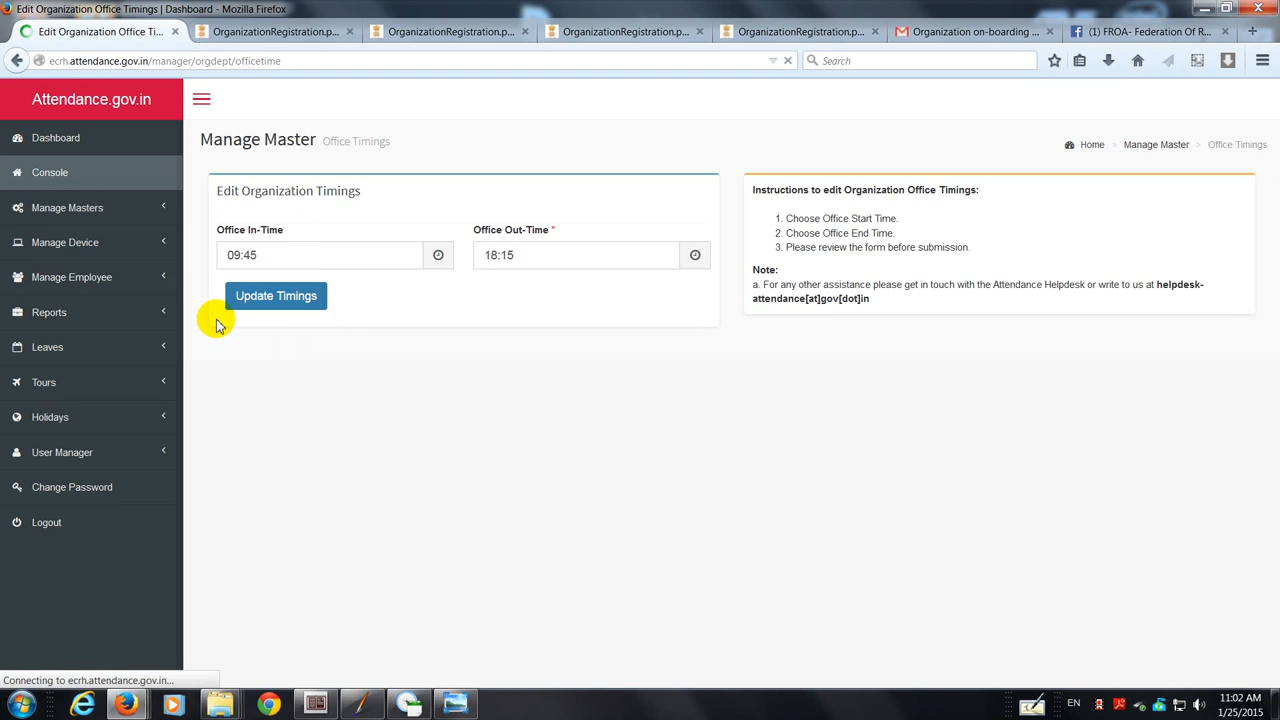 Edit Organization Office Timings | Dashboard - Mozilla Firefox
Edit Organization Office Ti... × OrganizationRegistration.p... × OrganizationRegistration.p... × OrganizationRegistration.p... × OrganizationRegistration.p... × Organization on-boarding ... × (1) FROA- Federation Of R... ×
ecrh.attendance.gov.in/manager/orgdept/officetime
Search
Attendance.gov.in
Dashboard
Console
Manage Masters
Manage Device
Manage Employee
Reports
Leaves
Tours
Holidays
User Manager
Change Password
Logout
Manage Master Office Timings
Home > Manage Master > Office Timings
Edit Organization Timings
Office In-Time
Office Out-Time *
09:45
18:15
Update Timings
Instructions to edit Organization Office Timings:
1. Choose Office Start Time.
2. Choose Office End Time.
3. Please review the form before submission.
Note:
a. For any other assistance please get in touch with the Attendance Helpdesk or write to us at helpdesk-
attendance[at]gov[dot]in
Connecting to ecrh.attendance.gov.in...
EN
11:02 AM
1/25/2015